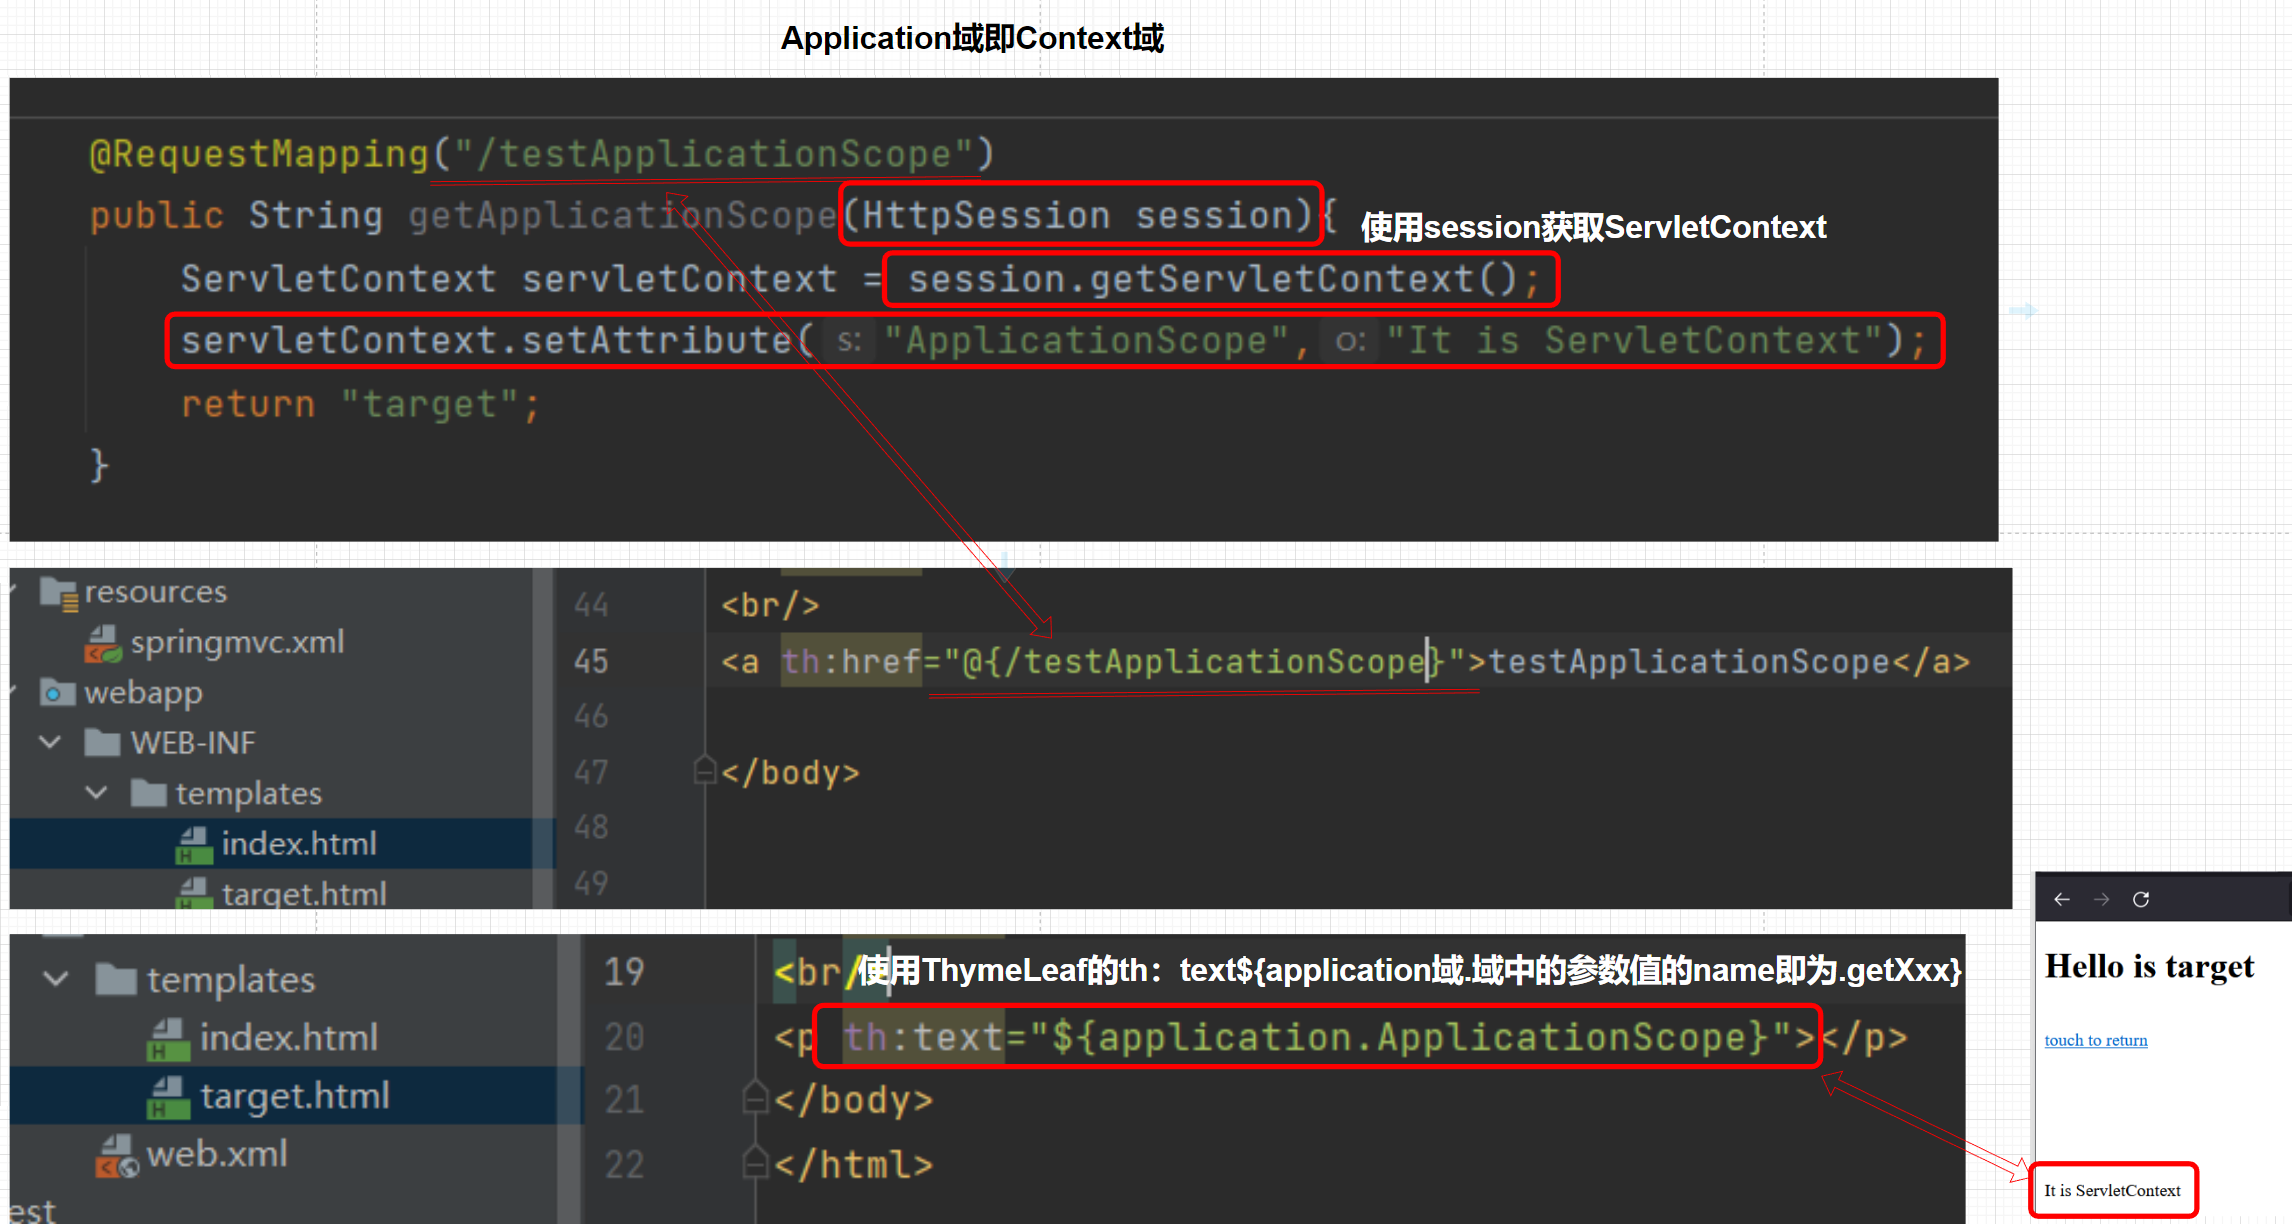 Application域即Context域
@RequestMapping("/testApplicationScope")
public String getApplicationScope(HttpSession session){
使用session获取ServletContext
ServletContext servletContext = session.getServletContext();
servletContext.setAttribute( s: "ApplicationScope", o: "It is ServletContext");
return "target";
}
resources
springmvc.xml
webapp
WEB-INF
templates
index.html
target.html
44 <br/>
45 <a th:href="@{/testApplicationScope}">testApplicationScope</a>
46
47 </body>
48
49
templates
index.html
target.html
web.xml
est
19 <br/
使用ThymeLeaf的th：text${application域.域中的参数值的name即为.getXxx}
20 <p th:text="${application.ApplicationScope}"></p>
21 </body>
22 </html>
Hello is target
touch to return
It is ServletContext